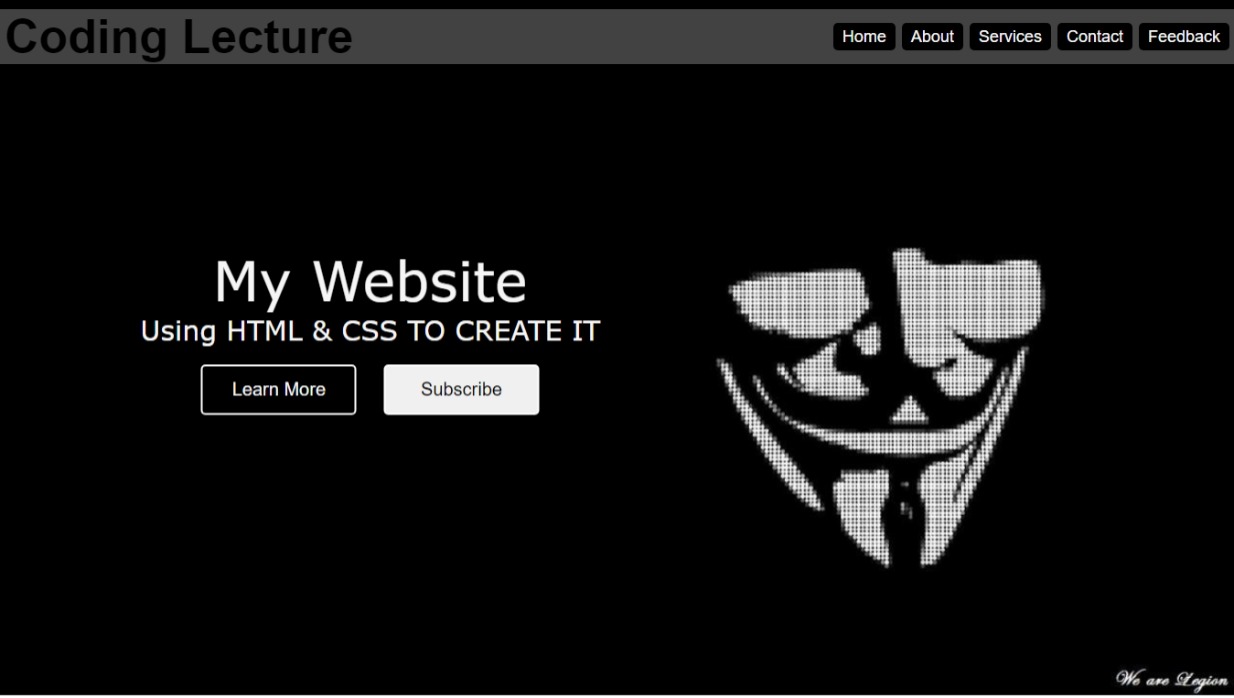 Coding Lecture
Home About Services Contact Feedback
My Website
Using HTML & CSS TO CREATE IT
Learn More Subscribe
We are Legion